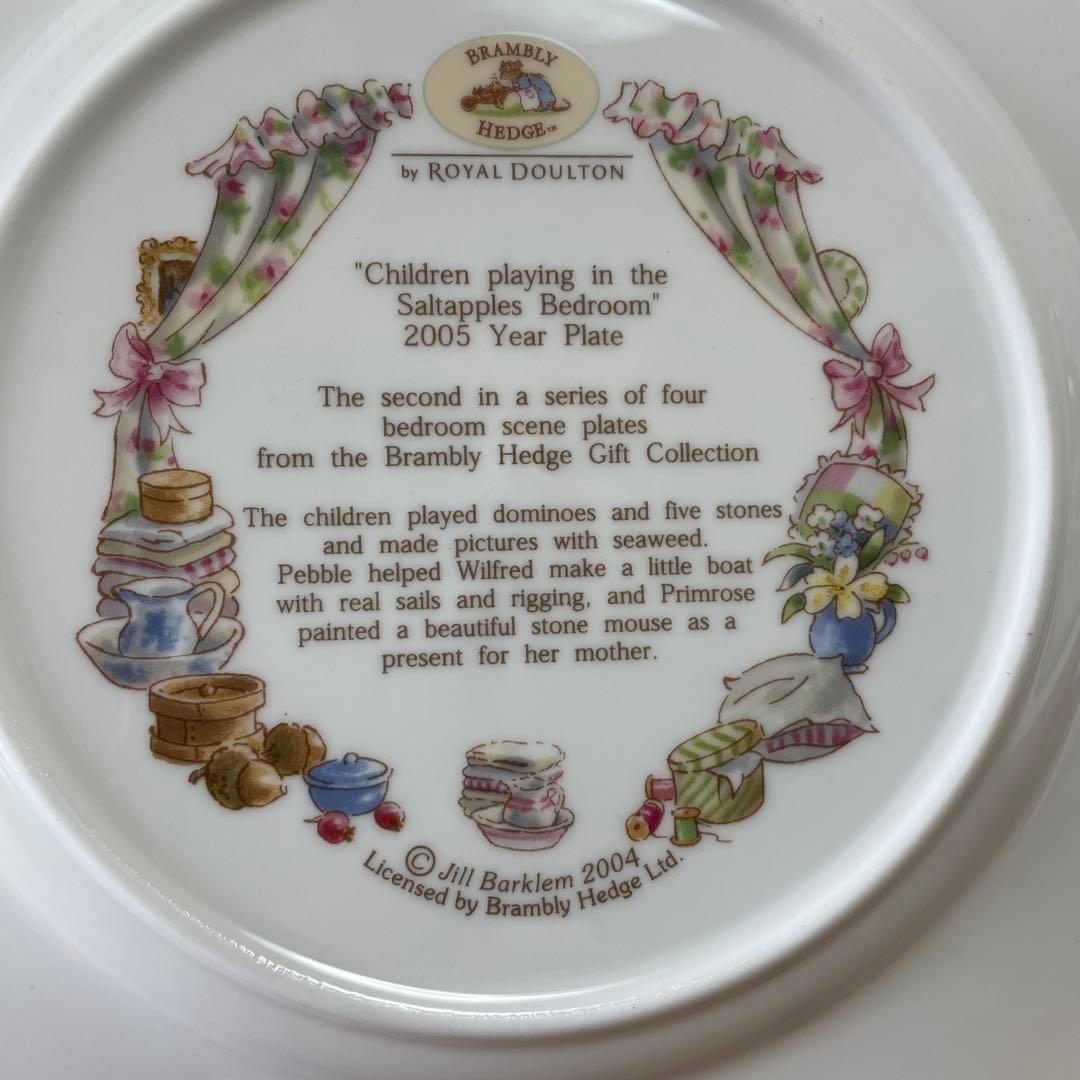 BRAMBLY
HEDGE™
by ROYAL DOULTON
"Children playing in the
Saltapples Bedroom"
2005 Year Plate
The second in a series of four
bedroom scene plates
from the Brambly Hedge Gift Collection
The children played dominoes and five stones
and made pictures with seaweed.
Pebble helped Wilfred make a little boat
with real sails and rigging, and Primrose
painted a beautiful stone mouse as a
present for her mother.
© Jill Barklem 2004
Licensed by Brambly Hedge Ltd.